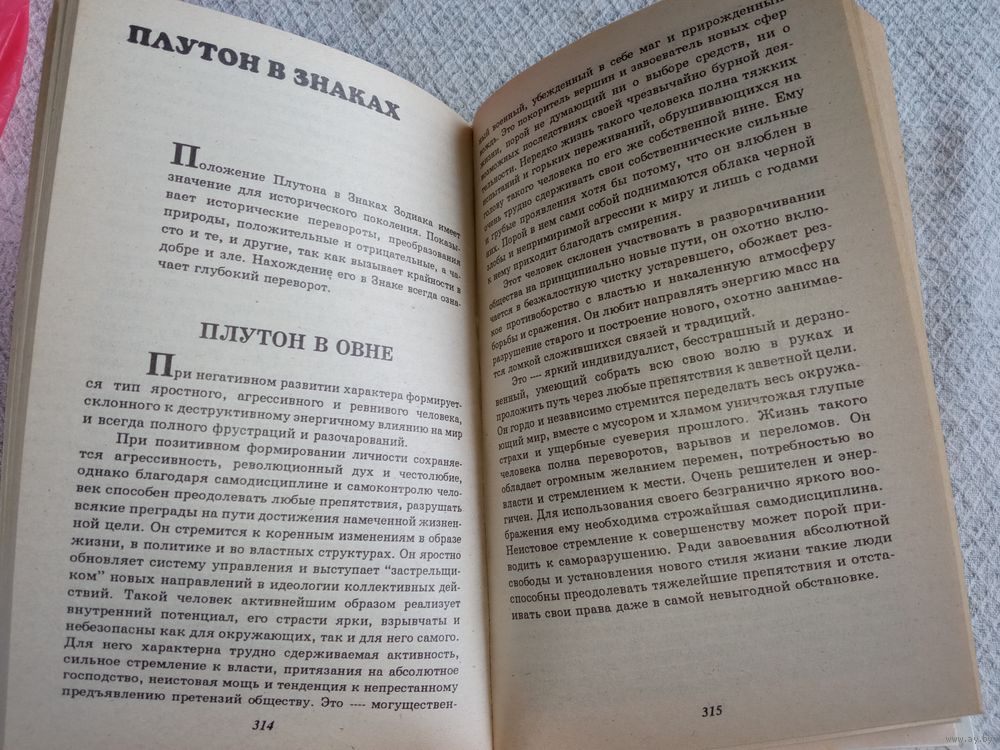 ПЛУТОН В ЗНАКАХ
Положение Плутона в Знаках Зодиака имеет
значение для исторического поколения. Показы-
вает исторические перевороты, преобразования
природы, положительные и отрицательные, а ча-
сто и те, и другие, так как вызывает крайности в
добре и зле. Нахождение его в Знаке всегда озна-
чает глубокий переворот.
ПЛУТОН В ОВНЕ
При негативном развитии характера формирует-
ся тип яростного, агрессивного и ревнивого человека,
склонного к деструктивному энергичному влиянию на мир
и всегда полного фрустраций и разочарований.
При позитивном формировании личности сохраняе-
тся агрессивность, революционный дух и честолюбие,
однако благодаря самодисциплине и самоконтролю чело-
век способен преодолевать любые препятствия, разрушать
всякие преграды на пути достижения намеченной жизнен-
ной цели. Он стремится к коренным изменениям в образе
жизни, в политике и во властных структурах. Он яростно
обновляет систему управления и выступает "застрельщи-
ком" новых направлений в идеологии коллективных дей-
ствий. Такой человек активнейшим образом реализует
внутренний потенциал, его страсти ярки, взрывчаты и
небезопасны как для окружающих, так и для него самого.
Для него характерна трудно сдерживаемая активность,
сильное стремление к власти, притязания на абсолютное
господство, неистовая мощь и тенденция к непрестанному
предъявлению претензий обществу. Это ---- могуществен-
314
ный военный, убежденный в себе маг и прирожденный
вождь. Это покоритель вершин и завоеватель новых сфер
жизни, порой не думающий ни о выборе средств, ни о
возможных последствиях своей чрезвычайно бурной дея-
тельности. Нередко жизнь такого человека полна тяжких
испытаний и горьких переживаний, обрушивающихся на
голову такого человека по его же собственной вине. Ему
очень трудно сдерживать свои собственнические сильные
и грубые проявления хотя бы потому, что он влюблен в
них. Порой в нем сами собой поднимаются облака черной
злобы и непримиримой агрессии к миру и лишь с годами
к нему приходит благодать смирения.
Этот человек склонен участвовать в разворачивании
общества на принципиально новые пути, он охотно вклю-
чается в безжалостную чистку устаревшего, обожает рез-
кое противоборство с властью и накаленную атмосферу
борьбы и сражения. Он любит направлять энергию масс на
разрушение старого и построение нового, охотно занимае-
тся ломкой сложившихся связей и традиций.
Это ---- яркий индивидуалист, бесстрашный и дерзно-
венный, умеющий собрать всю свою волю в руках и
проложить путь через любые препятствия к заветной цели.
Он гордо и независимо стремится переделать весь окружа-
ющий мир, вместе с мусором и хламом уничтожая глупые
страхи и ущербные суеверия прошлого. Жизнь такого
человека полна переворотов, взрывов и переломов. Он
обладает огромным желанием перемен, потребностью во
власти и стремлением к мести. Очень решителен и энер-
гичен. Для использования своего безгранично яркого вооб-
бражения ему необходима строжайшая самодисциплина.
Неистовое стремление к совершенству может порой при-
водить к саморазрушению. Ради завоевания абсолютной
свободы и установления нового стиля жизни такие люди
способны преодолевать тяжелейшие препятствия и отста-
ивать свои права даже в самой невыгодной обстановке.
315
www.ay.by